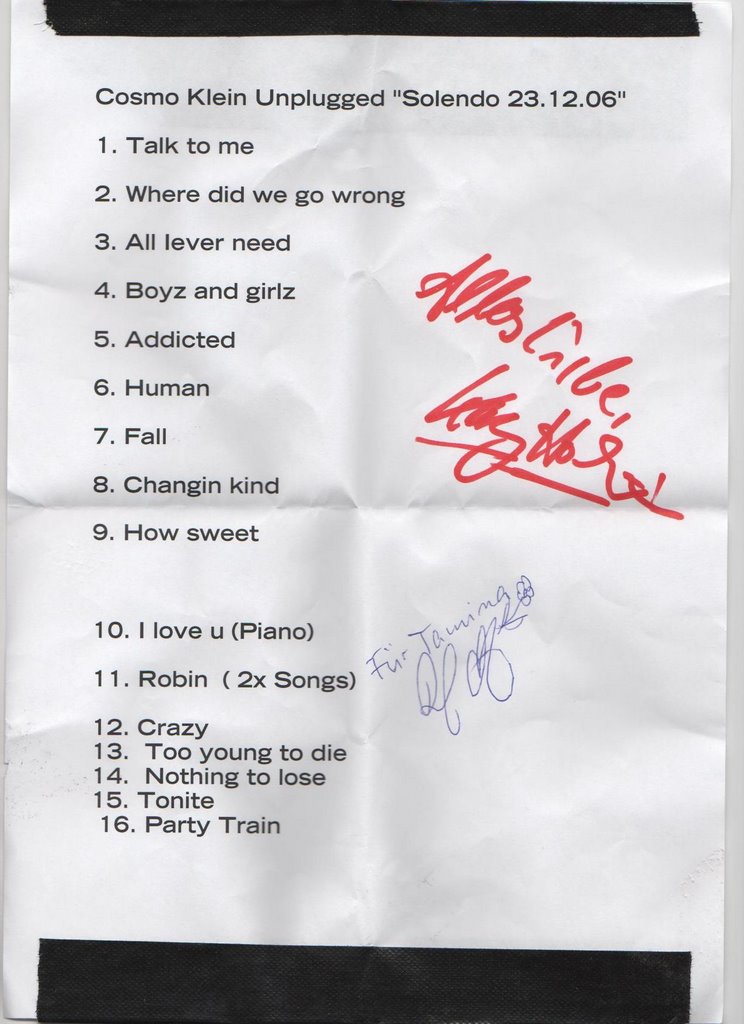 Cosmo Klein Unplugged "Solendo 23.12.06"
1. Talk to me
2. Where did we go wrong
3. All lever need
4. Boyz and girlz
5. Addicted
6. Human
7. Fall
8. Changin kind
9. How sweet
Alles Liebe,
10. I love u (Piano)
11. Robin ( 2x Songs)
Für Tamina
12. Crazy
13. Too young to die
14. Nothing to lose
15. Tonite
16. Party Train